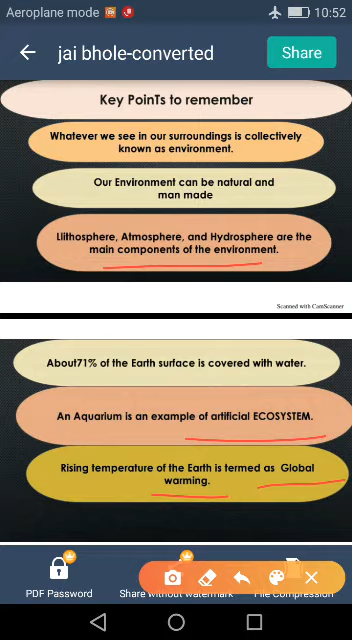 Aeroplane mode 10:52
jai bhole-converted Share
Key PoinTs to remember
Whatever we see in our surroundings is collectively
known as environment.
Our Environment can be natural and
man made
Llithosphere, Atmosphere, and Hydrosphere are the
main components of the environment.
Scanned with CamScanner
About71% of the Earth surface is covered with water.
An Aquarium is an example of artificial ECOSYSTEM.
Rising temperature of the Earth is termed as Global
warming.
PDF Password Share without watermark File Compression